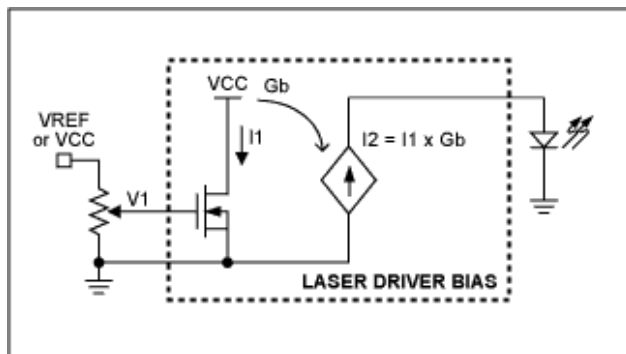 VCC
Gb
VREF
or VCC
I1
I2 = I1 x Gb
V1
LASER DRIVER BIAS